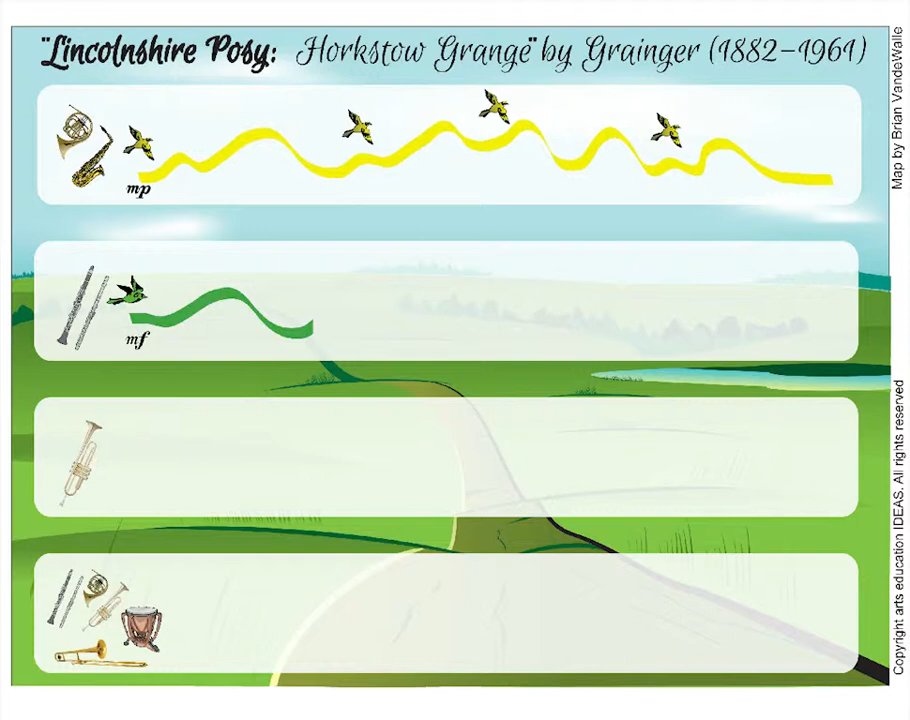 "Lincolnshire Posy: Horkstow Grange" by Grainger (1882–1961)
Map by Brian VandeWalle
mp
mf
Copyright arts education IDEAS. All rights reserved